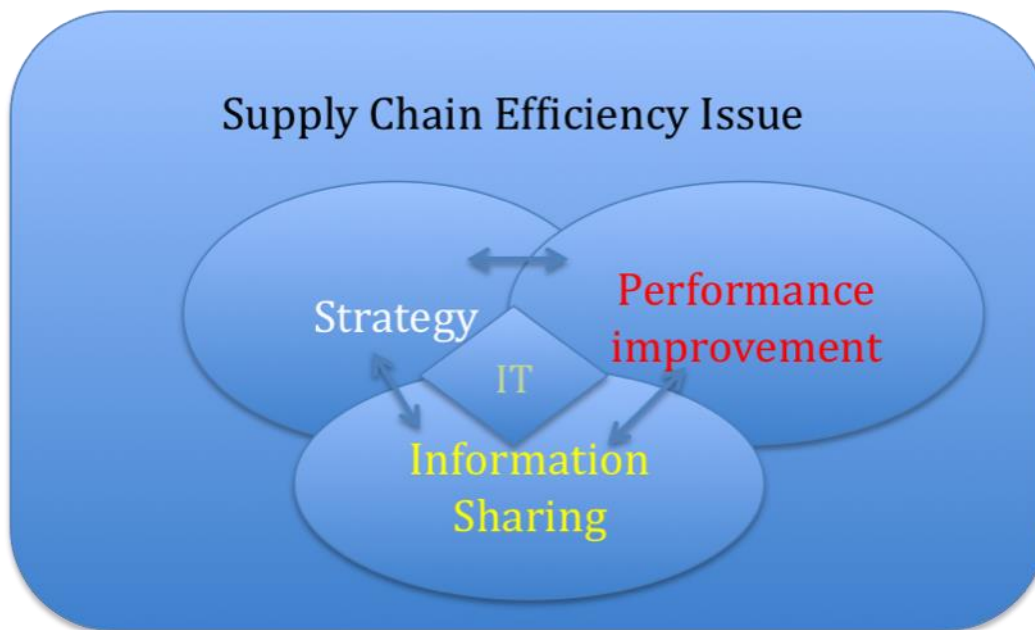 Supply Chain Efficiency Issue
Strategy
Performance
improvement
IT
Information
Sharing